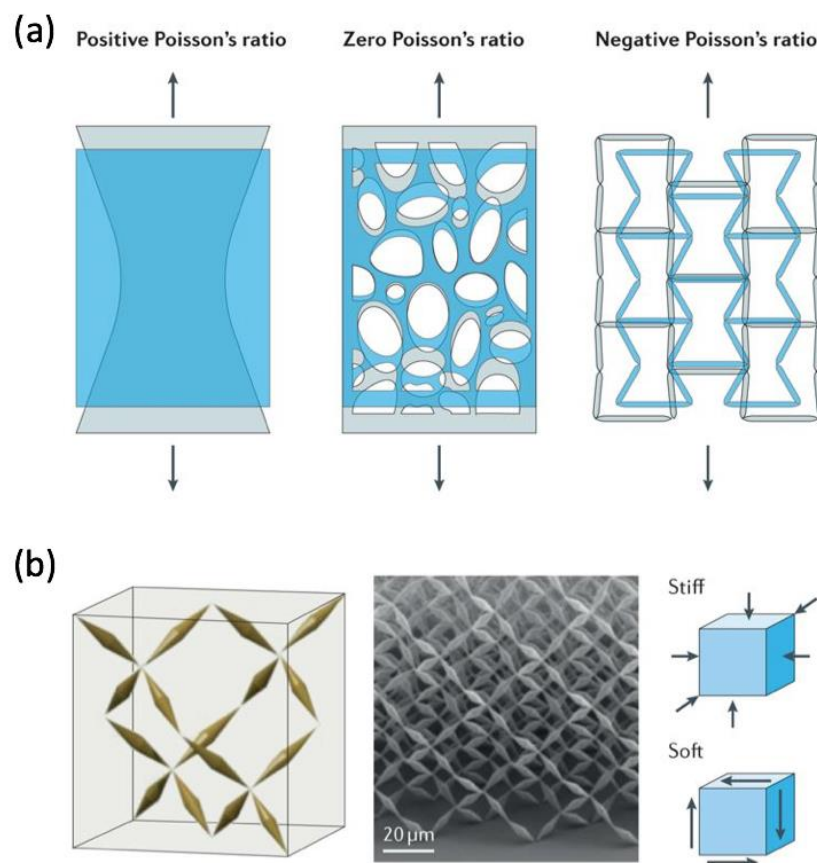 (a)
Positive Poisson's ratio
Zero Poisson's ratio
Negative Poisson's ratio
(b)
Stiff
Soft
20 μm